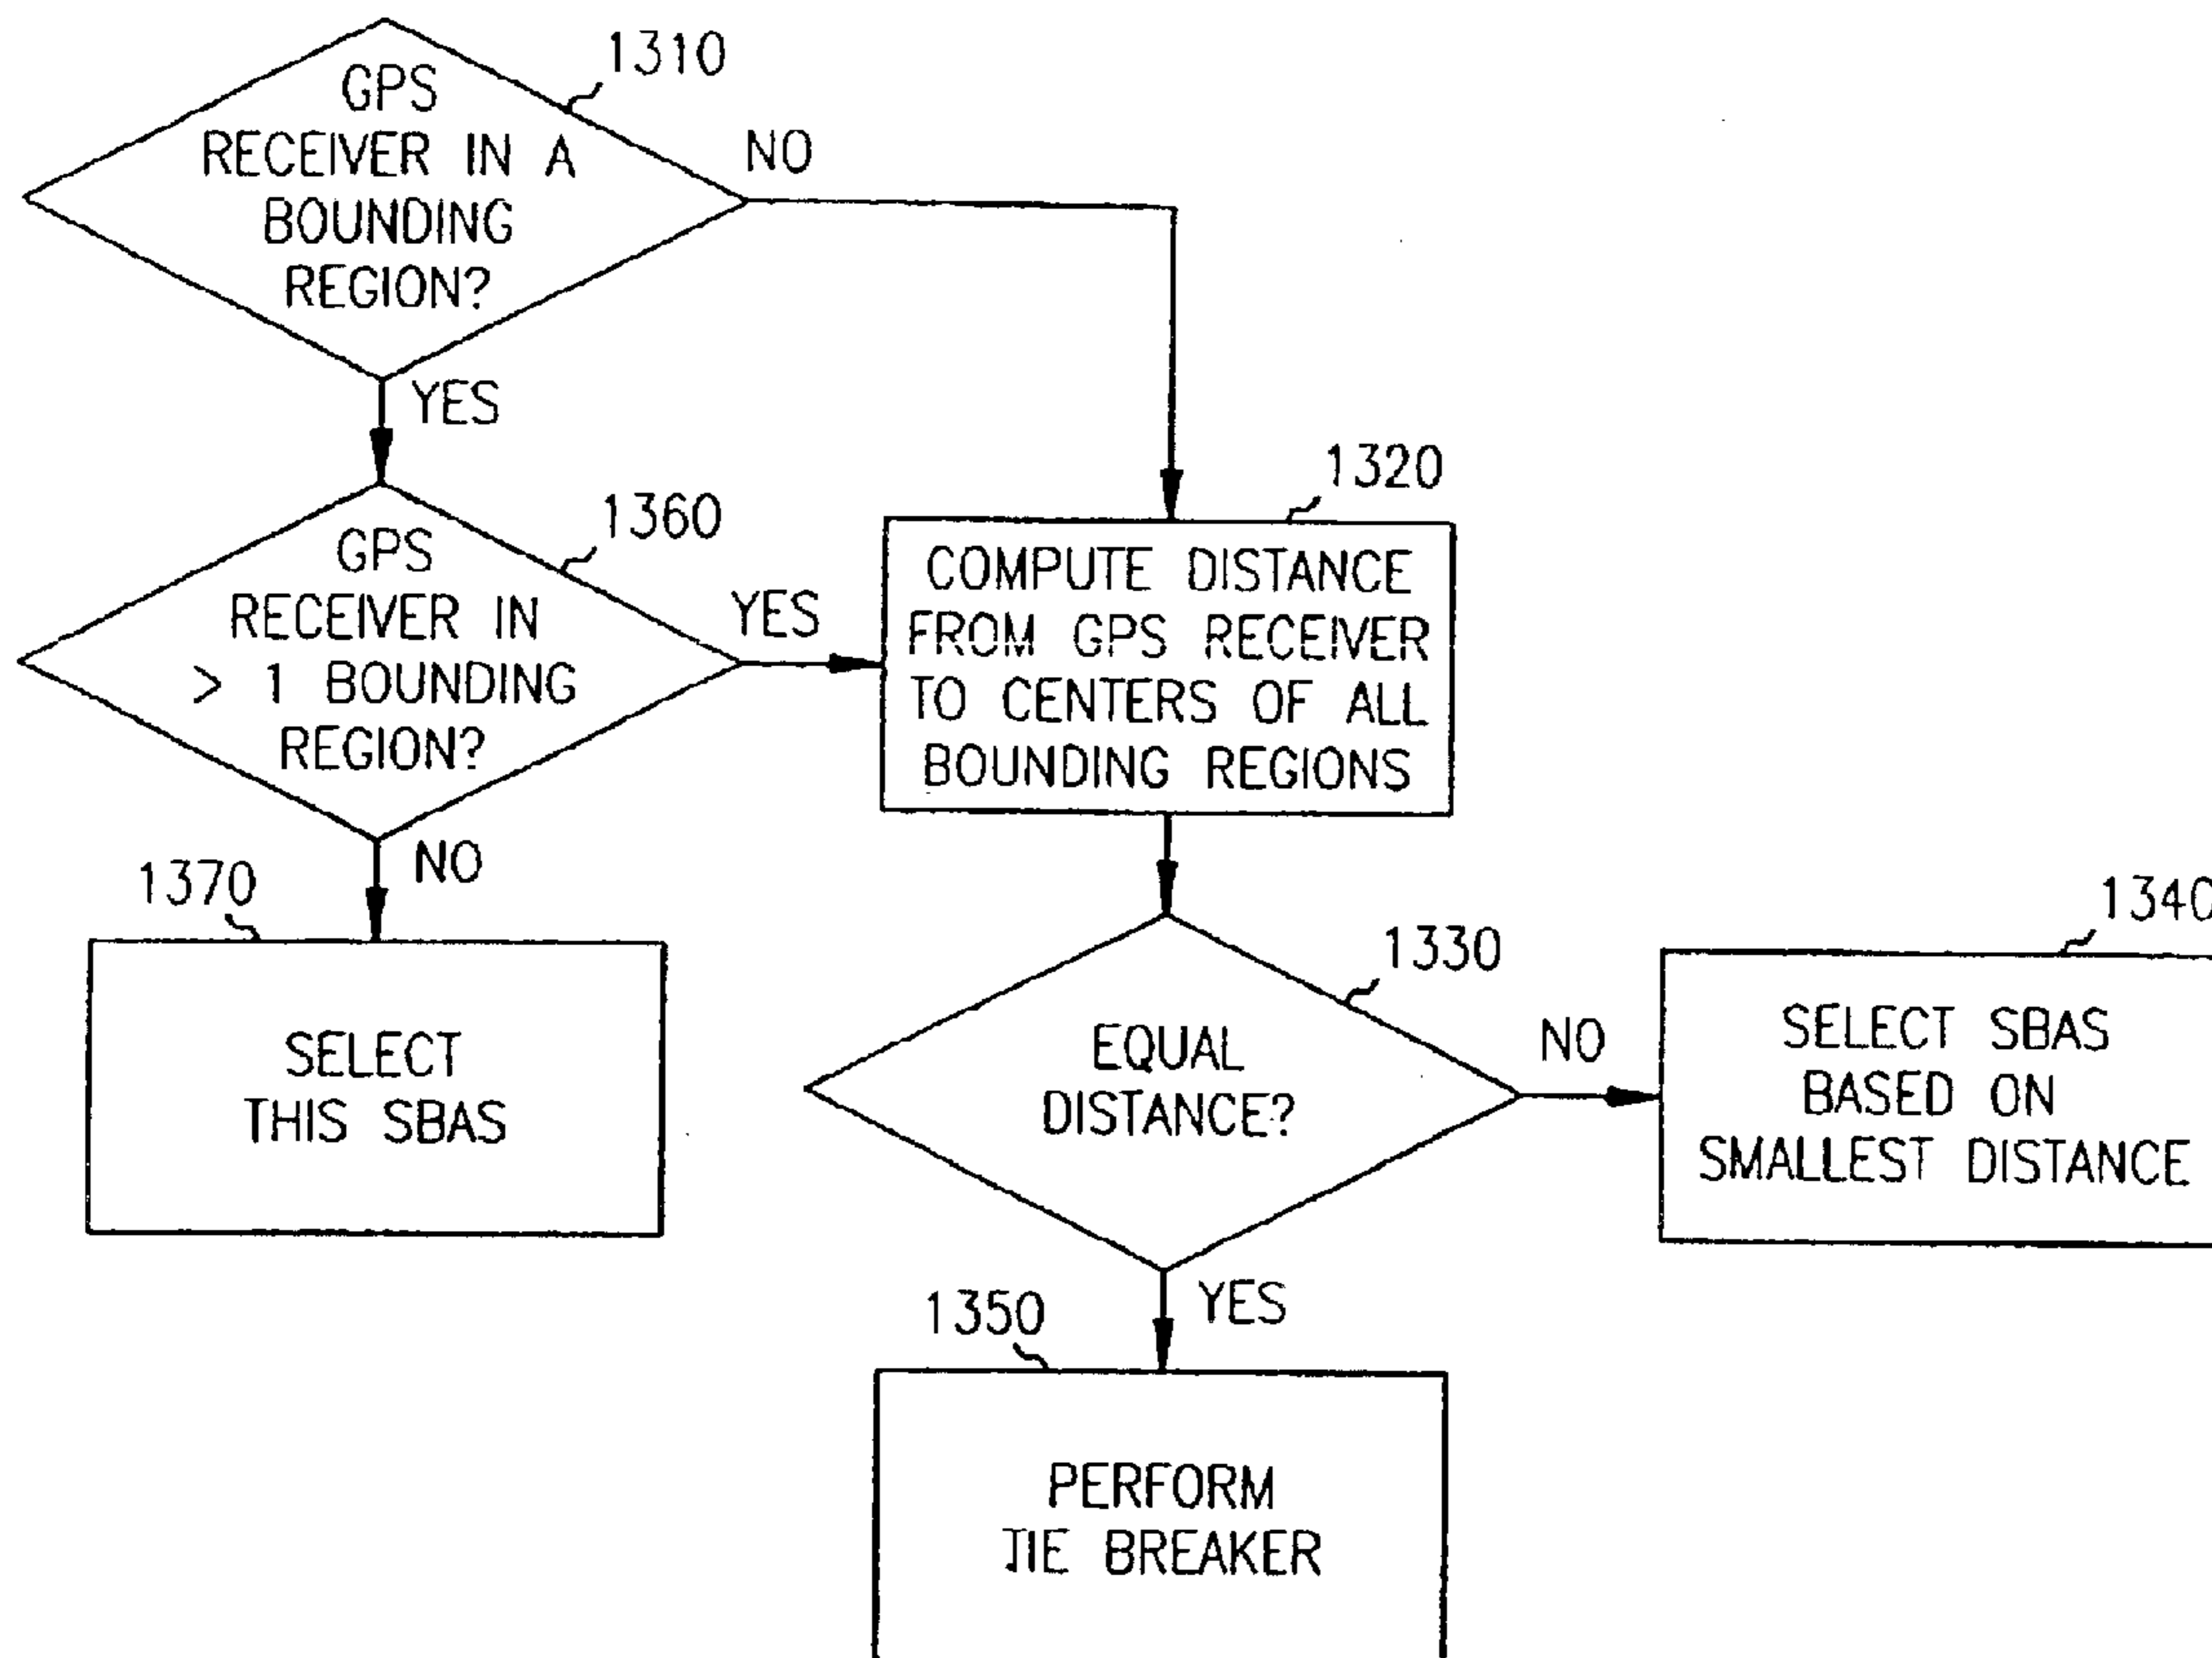 1310
GPS
RECEIVER IN A
BOUNDING
REGION?
NO
YES
1360
GPS
RECEIVER IN
> 1 BOUNDING
REGION?
YES
NO
1320
COMPUTE DISTANCE
FROM GPS RECEIVER
TO CENTERS OF ALL
BOUNDING REGIONS
1370
SELECT
THIS SBAS
1330
EQUAL
DISTANCE?
NO
YES
1340
SELECT SBAS
BASED ON
SMALLEST DISTANCE
1350
PERFORM
TIE BREAKER